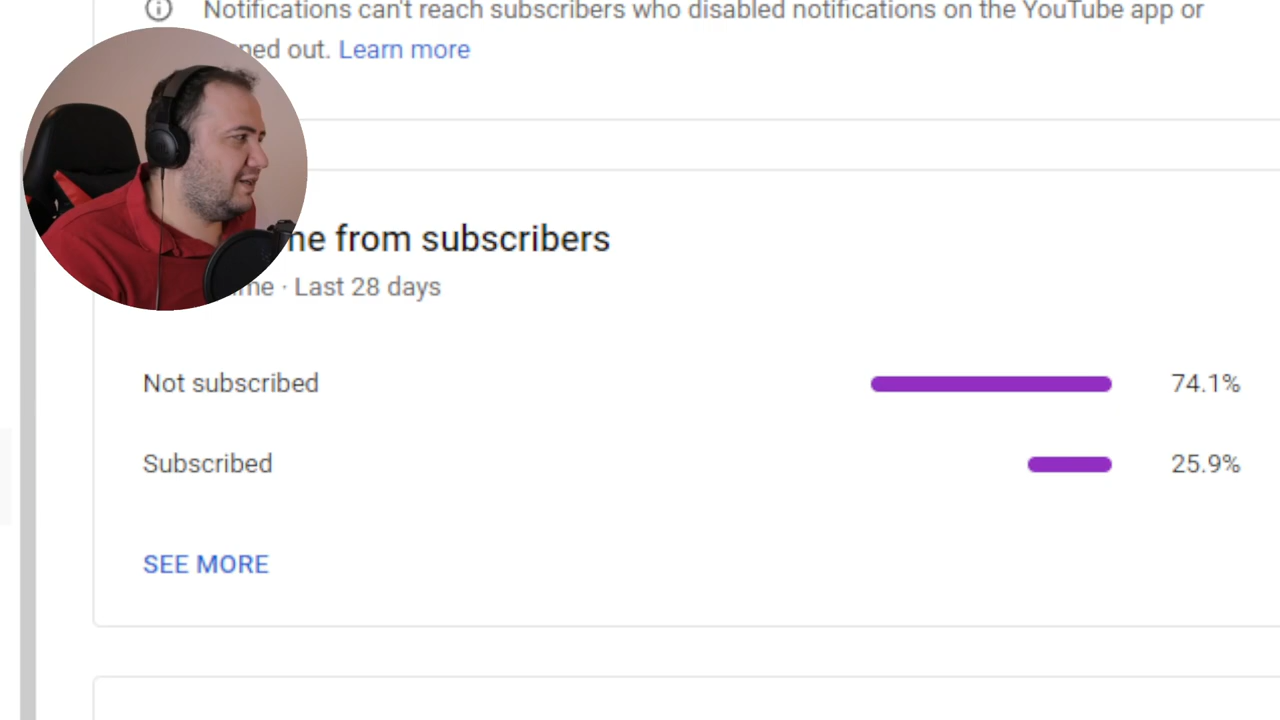 Notifications can't reach subscribers who disabled notifications on the YouTube app or
out. Learn more
from subscribers
· Last 28 days
Not subscribed 74.1%
Subscribed 25.9%
SEE MORE